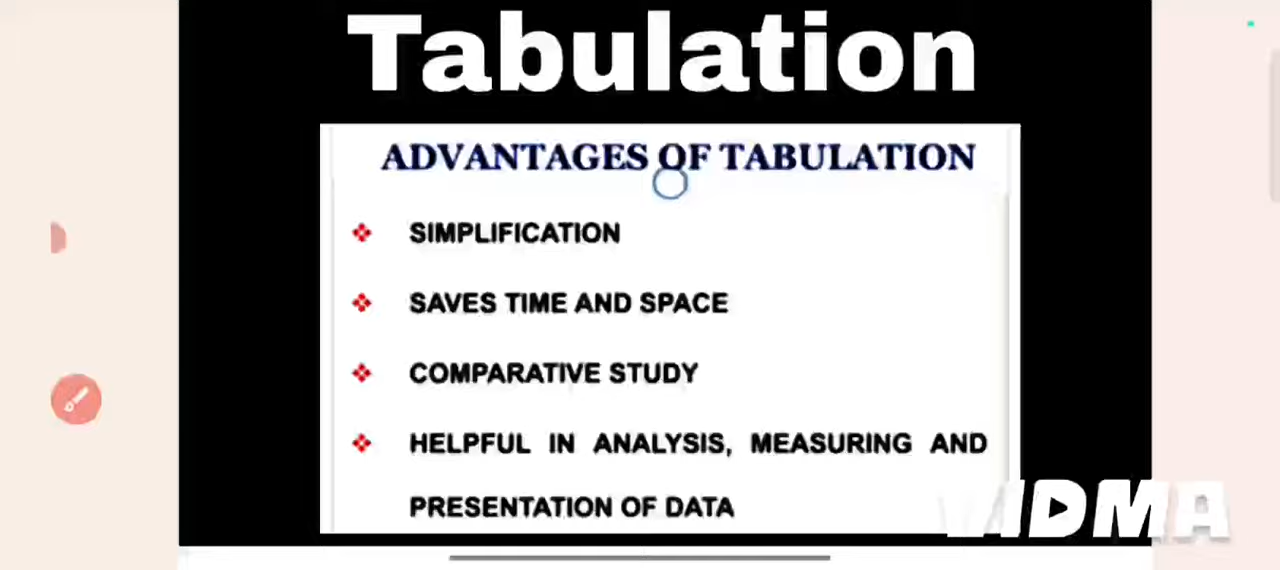 Tabulation
ADVANTAGES OF TABULATION
SIMPLIFICATION
SAVES TIME AND SPACE
COMPARATIVE STUDY
HELPFUL IN ANALYSIS, MEASURING AND
PRESENTATION OF DATA
VIDMA